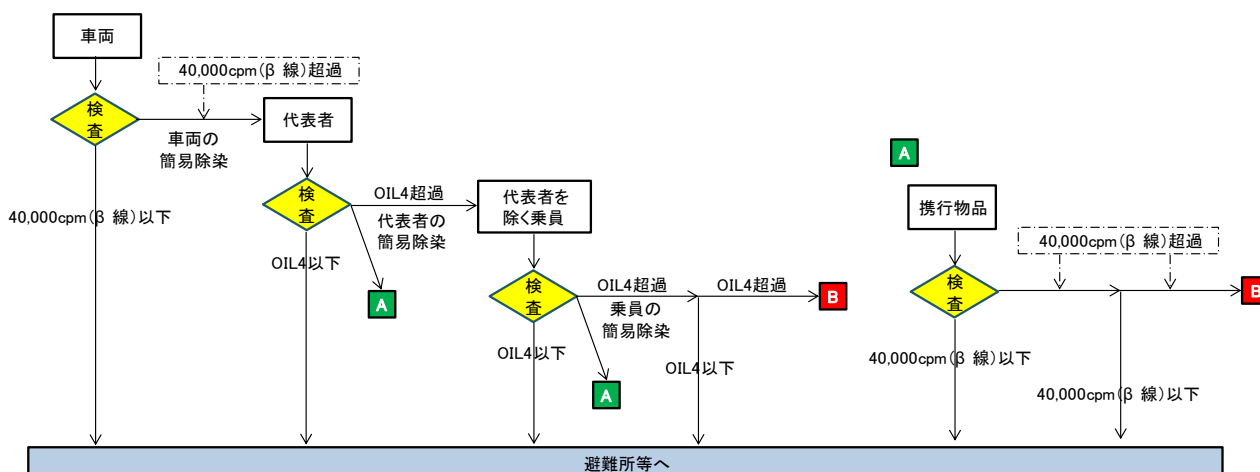 車両
40,000cpm(β 線)超過
検
査
車両の
簡易除染
代表者
40,000cpm(β 線)以下
検
査
OIL4超過
代表者の
簡易除染
代表者を
除く乗員
OIL4以下
A
検
査
OIL4超過
乗員の
簡易除染
OIL4超過
B
OIL4以下
A
OIL4以下
A
携行物品
40,000cpm(β 線)超過
検
査
B
40,000cpm(β 線)以下
40,000cpm(β 線)以下
避難所等へ